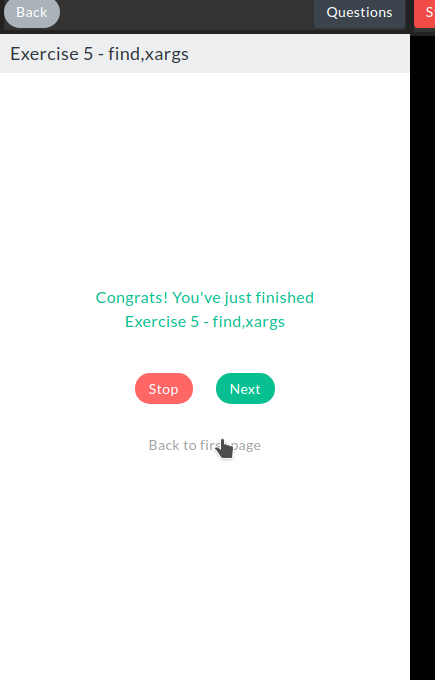 Back
Questions
Exercise 5 - find,xargs
Congrats! You've just finished
Exercise 5 - find,xargs
Stop
Next
Back to first page